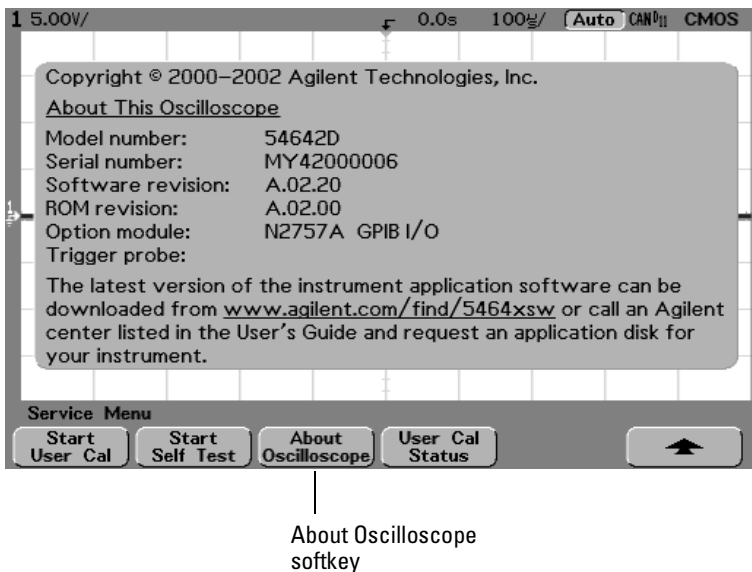 1 5.00V/ 0.0s 100㎱/ Auto CAN CMOS
Copyright © 2000–2002 Agilent Technologies, Inc.
About This Oscilloscope
Model number: 54642D
Serial number: MY42000006
Software revision: A.02.20
ROM revision: A.02.00
Option module: N2757A GPIB I/O
Trigger probe:
The latest version of the instrument application software can be
downloaded from www.agilent.com/find/5464xsw or call an Agilent
center listed in the User's Guide and request an application disk for
your instrument.
1
Service Menu
Start User Cal
Start Self Test
About Oscilloscope
User Cal Status
About Oscilloscope
softkey